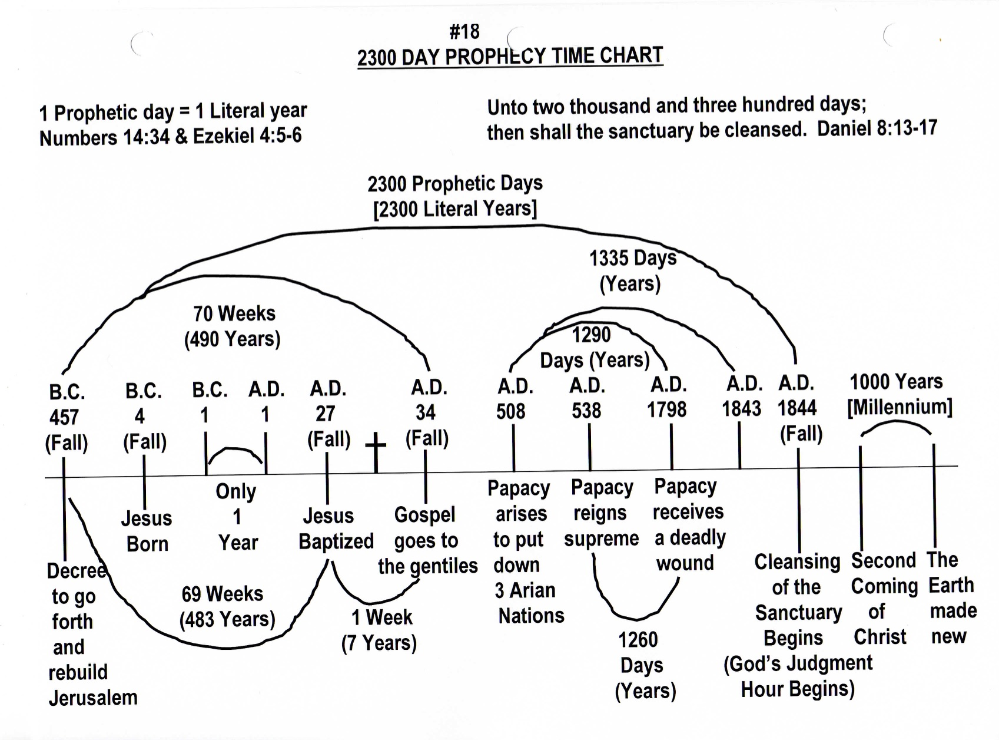 #18
2300 DAY PROPHECY TIME CHART
1 Prophetic day = 1 Literal year
Numbers 14:34 & Ezekiel 4:5-6
Unto two thousand and three hundred days;
then shall the sanctuary be cleansed. Daniel 8:13-17
2300 Prophetic Days
[2300 Literal Years]
1335 Days
(Years)
70 Weeks
(490 Years)
1290
Days (Years)
B.C.
457
(Fall)
B.C.
4
(Fall)
B.C.
1
A.D.
1
A.D.
27
(Fall)
A.D.
34
(Fall)
A.D.
508
A.D.
538
A.D.
1798
A.D.
1843
A.D.
1844
(Fall)
1000 Years
[Millennium]
Decree
to go
forth
and
rebuild
Jerusalem
Jesus
Born
Only
1
Year
Jesus
Baptized
Gospel
goes to
the gentiles
69 Weeks
(483 Years)
1 Week
(7 Years)
Papacy
arises
to put
down
3 Arian
Nations
Papacy
reigns
supreme
Papacy
receives
a deadly
wound
1260
Days
(Years)
Cleansing
of the
Sanctuary
Begins
(God's Judgment
Hour Begins)
Second
Coming
of
Christ
The
Earth
made
new